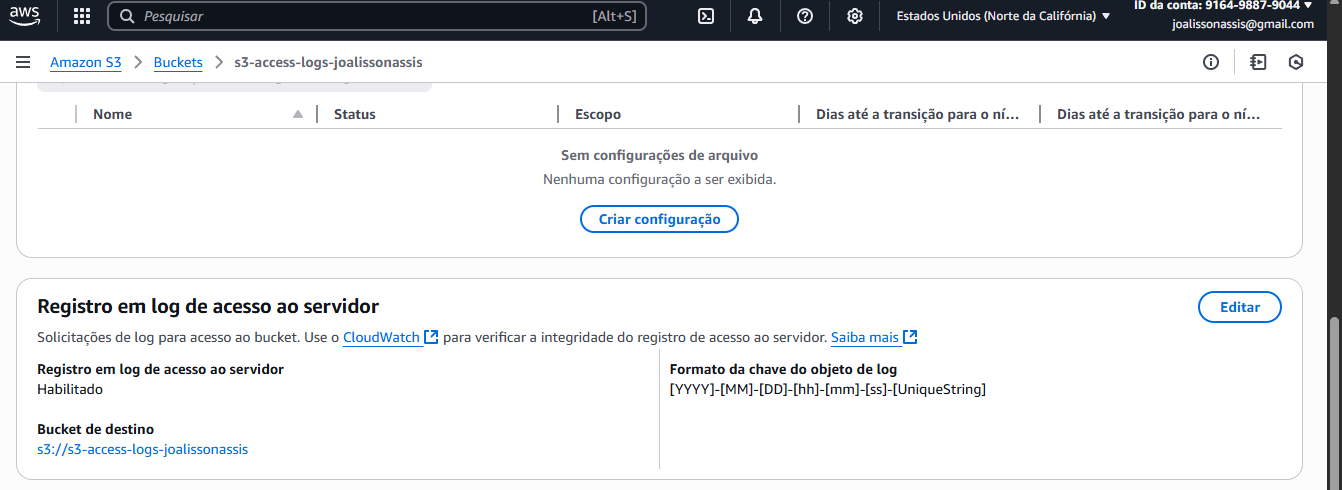 aws
Pesquisar
[Alt+S]
Estados Unidos (Norte da Califórnia)
ID da conta: 9164-9887-9044
joalissonassis@gmail.com
Amazon S3
Buckets
s3-access-logs-joalissonassis
Nome
Status
Escopo
Dias até a transição para o ní...
Dias até a transição para o ní...
Sem configurações de arquivo
Nenhuma configuração a ser exibida.
Criar configuração
Registro em log de acesso ao servidor
Editar
Solicitações de log para acesso ao bucket. Use o CloudWatch para verificar a integridade do registro de acesso ao servidor. Saiba mais
Registro em log de acesso ao servidor
Habilitado
Bucket de destino
s3://s3-access-logs-joalissonassis
Formato da chave do objeto de log
[YYYY]-[MM]-[DD]-[hh]-[mm]-[ss]-[UniqueString]